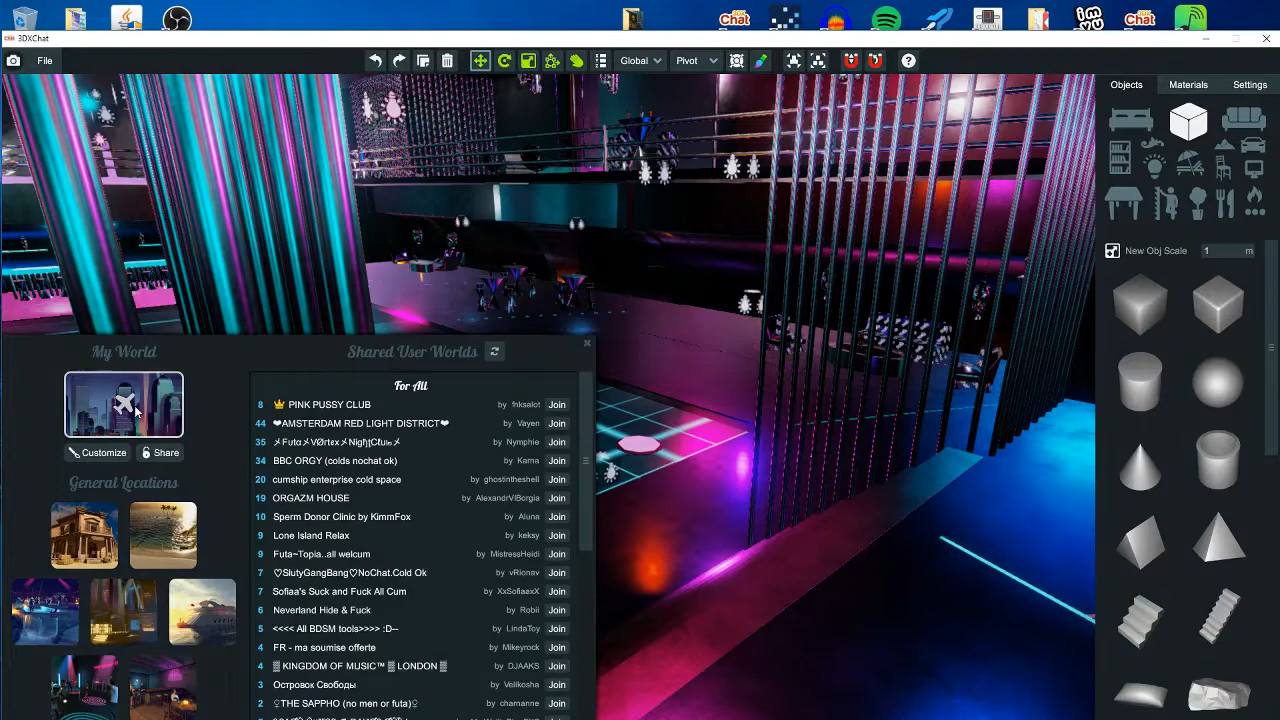 Chat
Chat
3DXChat
File
Global
Pivot
Objects
Materials
Settings
New Obj Scale
1
m
My World
Customize
Share
General Locations
Shared User Worlds
For All
8 👑 PINK PUSSY CLUB by fnksalot Join
44 ❤AMSTERDAM RED LIGHT DISTRICT❤ by Vayen Join
35 by Nymphie Join
34 BBC ORGY (colds nochat ok) by Kama Join
20 cumship enterprise cold space by ghostintheshell Join
19 ORGAZM HOUSE by AlexandrVIBorgia Join
10 Sperm Donor Clinic by KimmFox by Aluna Join
9 Lone Island Relax by keksy Join
9 Futa~Topia..all welcum by MistressHeidi Join
7 ♡SlutyGangBang♡NoChat.Cold Ok by vRionav Join
7 Sofiaa's Suck and Fuck All Cum by XxSofiaaxX Join
6 Neverland Hide & Fuck by Robii Join
5 <<<< All BDSM tools>>>> :D-- by LindaToy Join
4 FR - ma soumise offerte by Mikeyrock Join
4 ▒ KINGDOM OF MUSIC™ ▒ LONDON ▒ by DJAAKS Join
3 Островок Свободы by Velikosha Join
2 ♀THE SAPPHO (no men or futa)♀ by chamanne Join